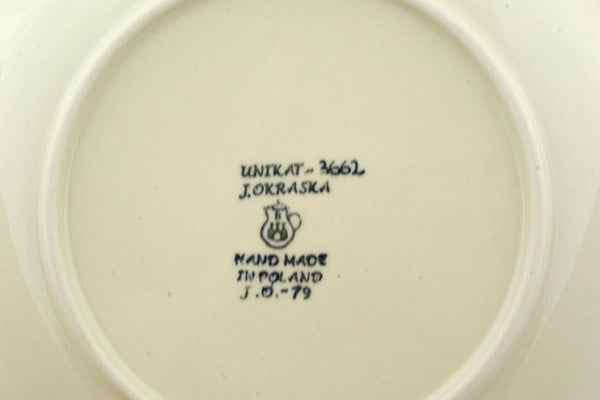 UNIKAT - 3662
J.OKRASKA
HAND MADE
IN POLAND
J.O.-79